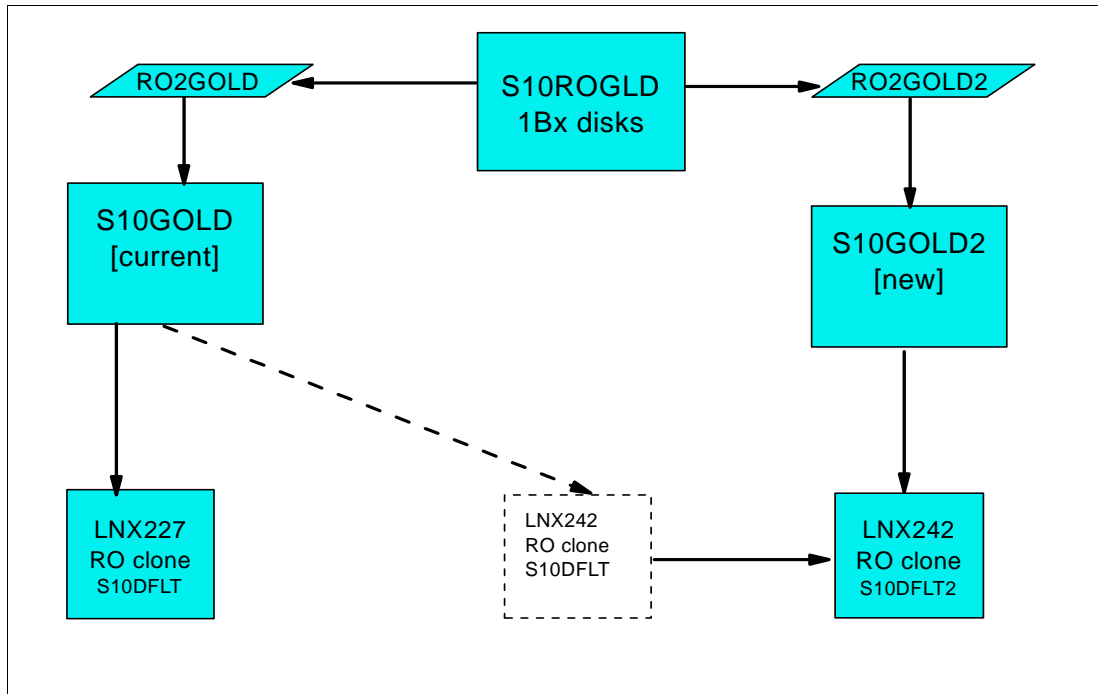 RO2GOLD
S10ROGLD
1Bx disks
RO2GOLD2
S10GOLD
[current]
S10GOLD2
[new]
LNX227
RO clone
S10DFLT
LNX242
RO clone
S10DFLT
LNX242
RO clone
S10DFLT2